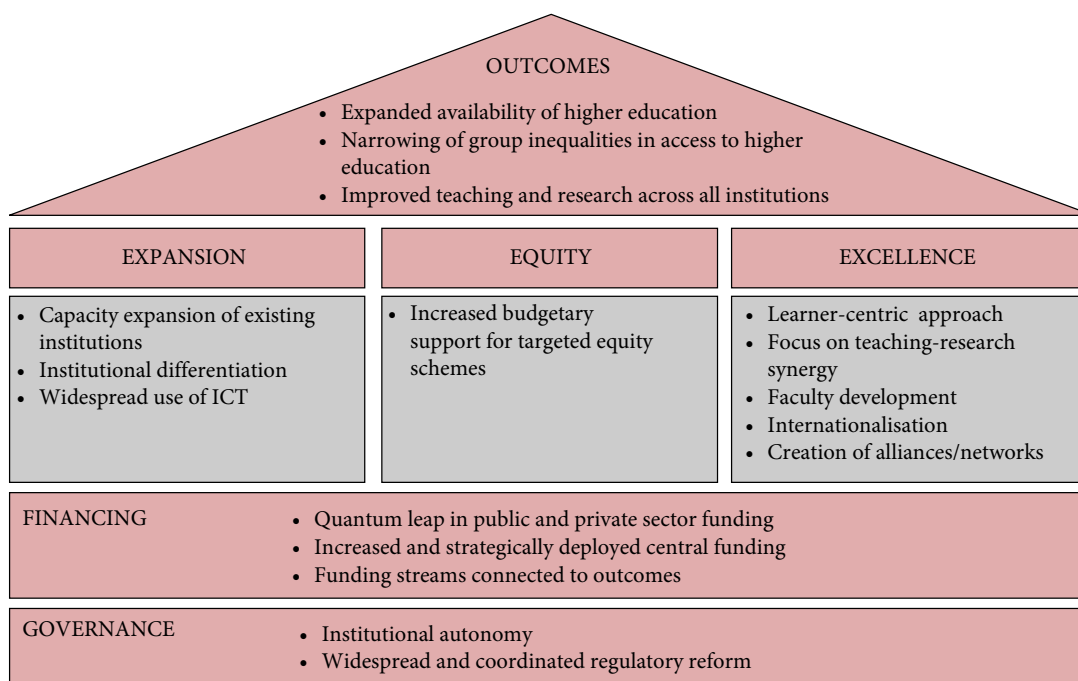 OUTCOMES
• Expanded availability of higher education
• Narrowing of group inequalities in access to higher
education
• Improved teaching and research across all institutions
EXPANSION
• Capacity expansion of existing
institutions
• Institutional differentiation
• Widespread use of ICT
EQUITY
• Increased budgetary
support for targeted equity
schemes
EXCELLENCE
• Learner-centric approach
• Focus on teaching-research
synergy
• Faculty development
• Internationalisation
• Creation of alliances/networks
FINANCING
• Quantum leap in public and private sector funding
• Increased and strategically deployed central funding
• Funding streams connected to outcomes
GOVERNANCE
• Institutional autonomy
• Widespread and coordinated regulatory reform